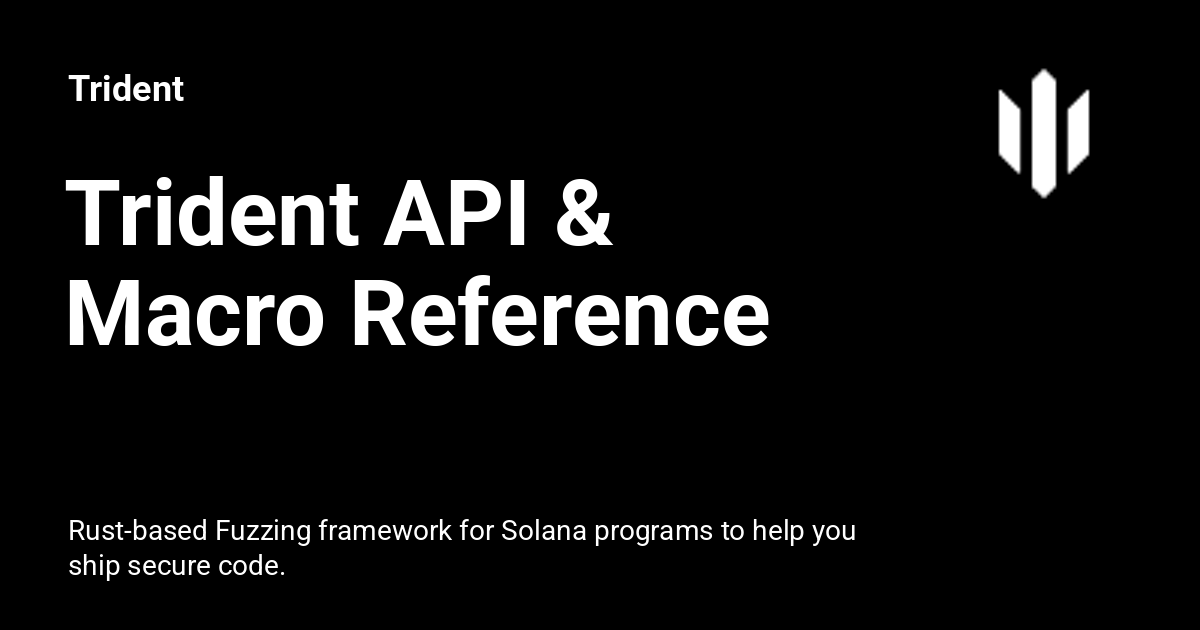 Trident
Trident API &
Macro Reference
Rust-based Fuzzing framework for Solana programs to help you
ship secure code.